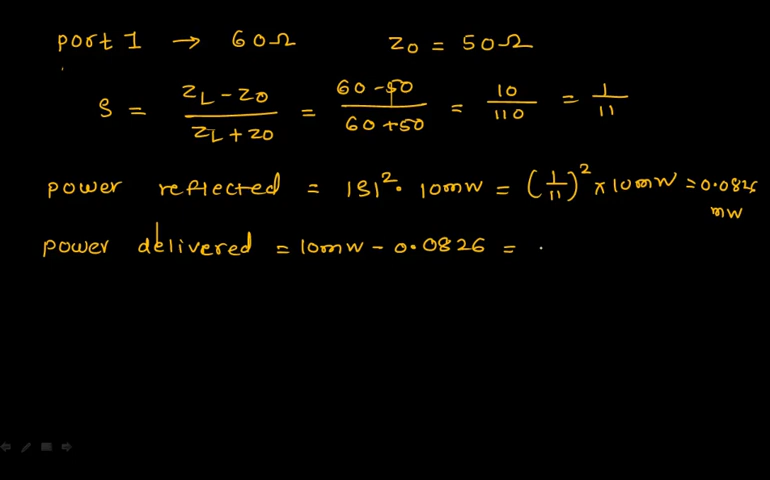 port 1 → 60Ω Z0 = 50Ω
S = ZL - Z0 / ZL + Z0 = 60 - 50 / 60 + 50 = 10 / 110 = 1 / 11
power reflected = |S|² · 10mW = (1/11)² × 10mW = 0.0826
mW
power delivered = 10mW - 0.0826 =